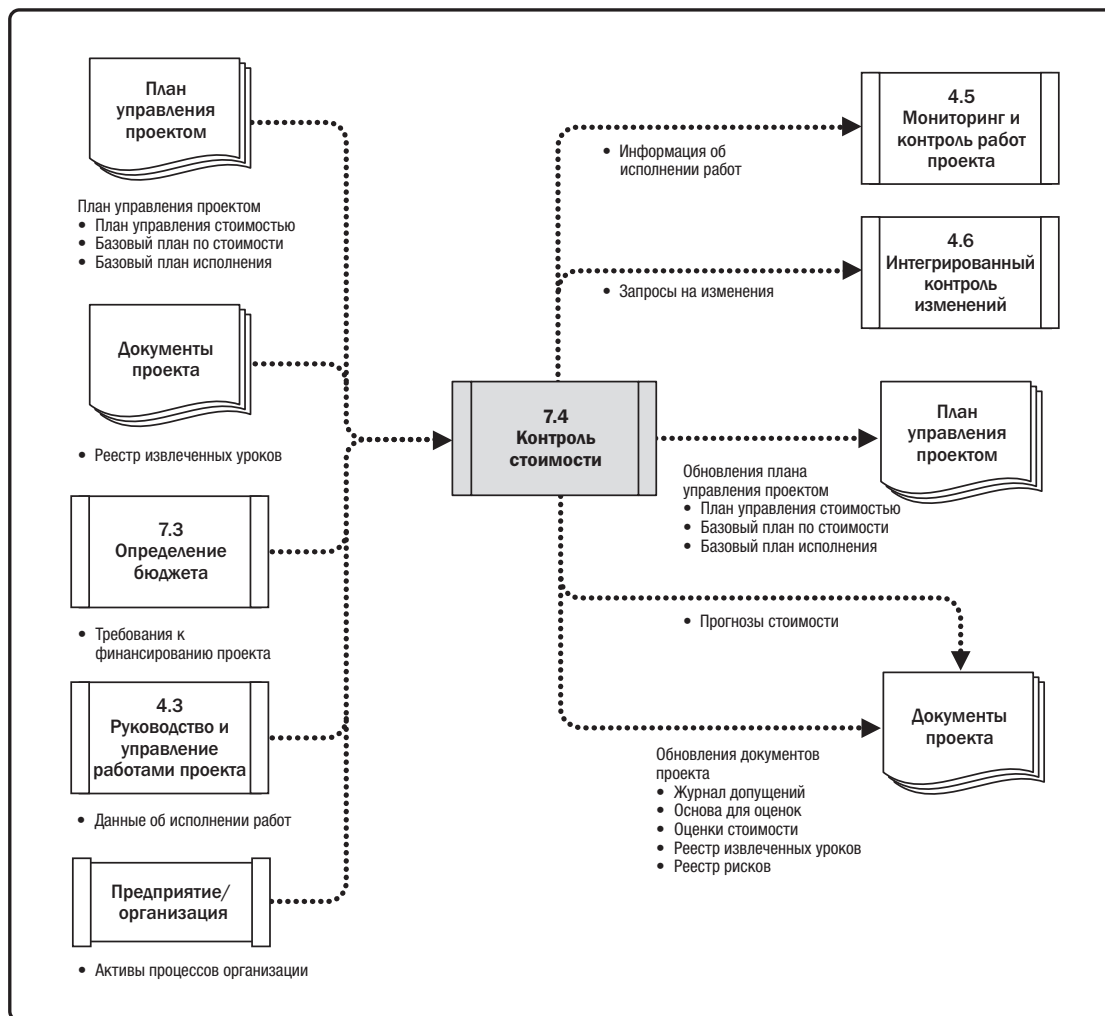 План
управления
проектом
План управления проектом
• План управления стоимостью
• Базовый план по стоимости
• Базовый план исполнения
Документы
проекта
• Реестр извлеченных уроков
7.3
Определение
бюджета
• Требования к
финансированию проекта
4.3
Руководство и
управление
работами проекта
• Данные об исполнении работ
Предприятие/
организация
• Активы процессов организации
7.4
Контроль
стоимости
• Информация об
исполнении работ
4.5
Мониторинг и
контроль работ
проекта
• Запросы на изменения
4.6
Интегрированный
контроль
изменений
План
управления
проектом
Обновления плана
управления проектом
• План управления стоимостью
• Базовый план по стоимости
• Базовый план исполнения
• Прогнозы стоимости
Документы
проекта
Обновления документов
проекта
• Журнал допущений
• Основа для оценок
• Оценки стоимости
• Реестр извлеченных уроков
• Реестр рисков